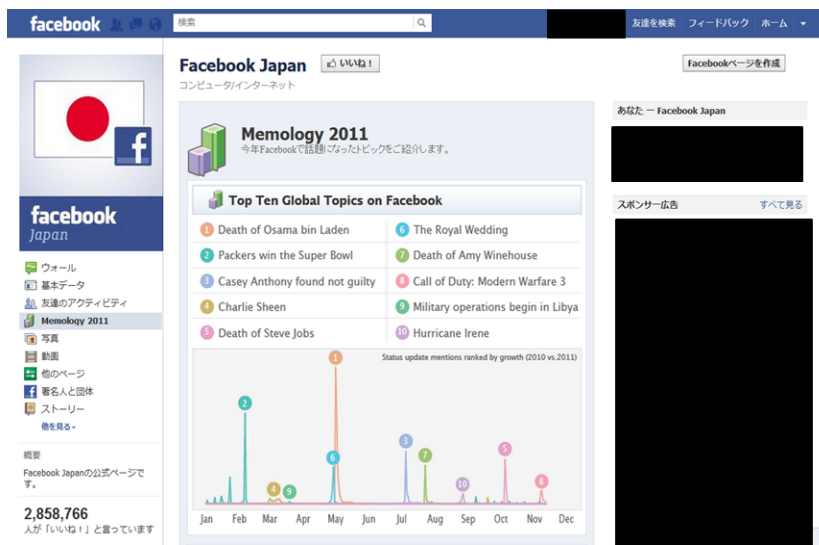 facebook
検索
友達を検索 フィードバック ホーム
Facebook Japan
いいね！
コンピュータ/インターネット
Facebookページを作成
facebook
Japan
ウォール
基本データ
友達のアクティビティ
Memology 2011
写真
動画
他のページ
著名人と団体
ストーリー
他を見る
概要
Facebook Japanの公式ページで
す。
2,858,766
人が「いいね！」と言っています
Memology 2011
今年Facebookで話題になったトピックをご紹介します。
Top Ten Global Topics on Facebook
1 Death of Osama bin Laden
2 Packers win the Super Bowl
3 Casey Anthony found not guilty
4 Charlie Sheen
5 Death of Steve Jobs
6 The Royal Wedding
7 Death of Amy Winehouse
8 Call of Duty: Modern Warfare 3
9 Military operations begin in Libya
10 Hurricane Irene
Status update mentions ranked by growth (2010 vs.2011)
1
2
3
5
6
7
4 9
10
8
Jan Feb Mar Apr May Jun Jul Aug Sep Oct Nov Dec
あなた — Facebook Japan
スポンサー広告 すべて見る